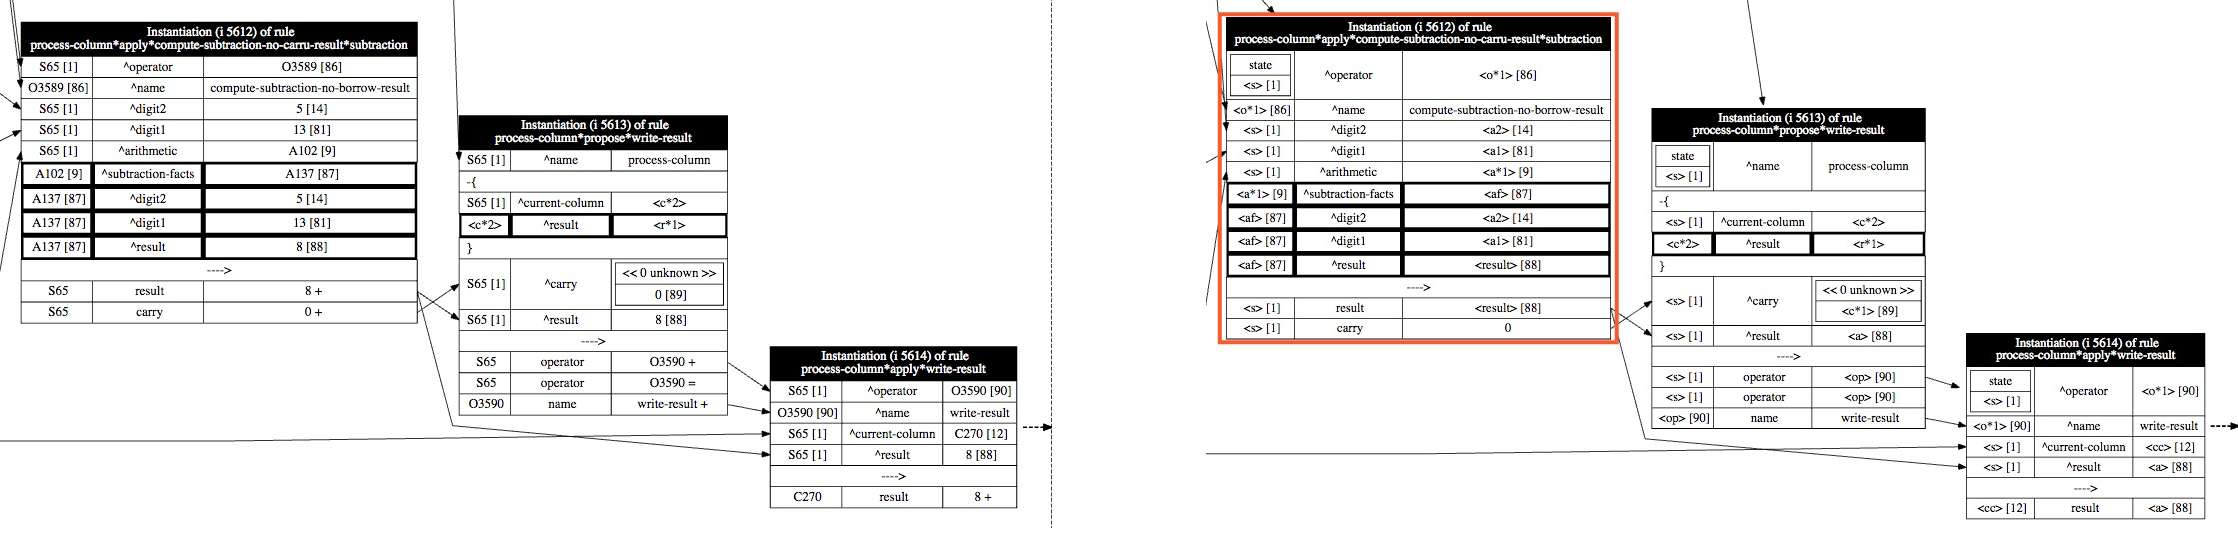 Instantiation (i 5612) of rule
process-column*apply*compute-subtraction-no-carru-result*subtraction
S65 [1] ^operator O3589 [86]
O3589 [86] ^name compute-subtraction-no-borrow-result
S65 [1] ^digit2 5 [14]
S65 [1] ^digit1 13 [81]
S65 [1] ^arithmetic A102 [9]
A102 [9] ^subtraction-facts A137 [87]
A137 [87] ^digit2 5 [14]
A137 [87] ^digit1 13 [81]
A137 [87] ^result 8 [88]
---->
S65 result 8 +
S65 carry 0 +
Instantiation (i 5613) of rule
process-column*propose*write-result
S65 [1] ^name process-column
-{
S65 [1] ^current-column <c*2>
<c*2> ^result <r*1>
}
S65 [1] ^carry << 0 unknown >>
0 [89]
S65 [1] ^result 8 [88]
---->
S65 operator O3590 +
S65 operator O3590 =
O3590 name write-result +
Instantiation (i 5614) of rule
process-column*apply*write-result
S65 [1] ^operator O3590 [90]
O3590 [90] ^name write-result
S65 [1] ^current-column C270 [12]
S65 [1] ^result 8 [88]
---->
C270 result 8 +
Instantiation (i 5612) of rule
process-column*apply*compute-subtraction-no-carru-result*subtraction
state
<s> [1] ^operator <o*1> [86]
<o*1> [86] ^name compute-subtraction-no-borrow-result
<s> [1] ^digit2 <a2> [14]
<s> [1] ^digit1 <a1> [81]
<s> [1] ^arithmetic <a*1> [9]
<a*1> [9] ^subtraction-facts <af> [87]
<af> [87] ^digit2 <a2> [14]
<af> [87] ^digit1 <a1> [81]
<af> [87] ^result <result> [88]
---->
<s> [1] result <result> [88]
<s> [1] carry 0
Instantiation (i 5613) of rule
process-column*propose*write-result
state
<s> [1] ^name process-column
-{
<s> [1] ^current-column <c*2>
<c*2> ^result <r*1>
}
<s> [1] ^carry << 0 unknown >>
<c*1> [89]
<s> [1] ^result <a> [88]
---->
<s> [1] operator <op> [90]
<s> [1] operator <op> [90]
<op> [90] name write-result
Instantiation (i 5614) of rule
process-column*apply*write-result
state
<s> [1] ^operator <o*1> [90]
<o*1> [90] ^name write-result
<s> [1] ^current-column <cc> [12]
<s> [1] ^result <a> [88]
---->
<cc> [12] result <a> [88]